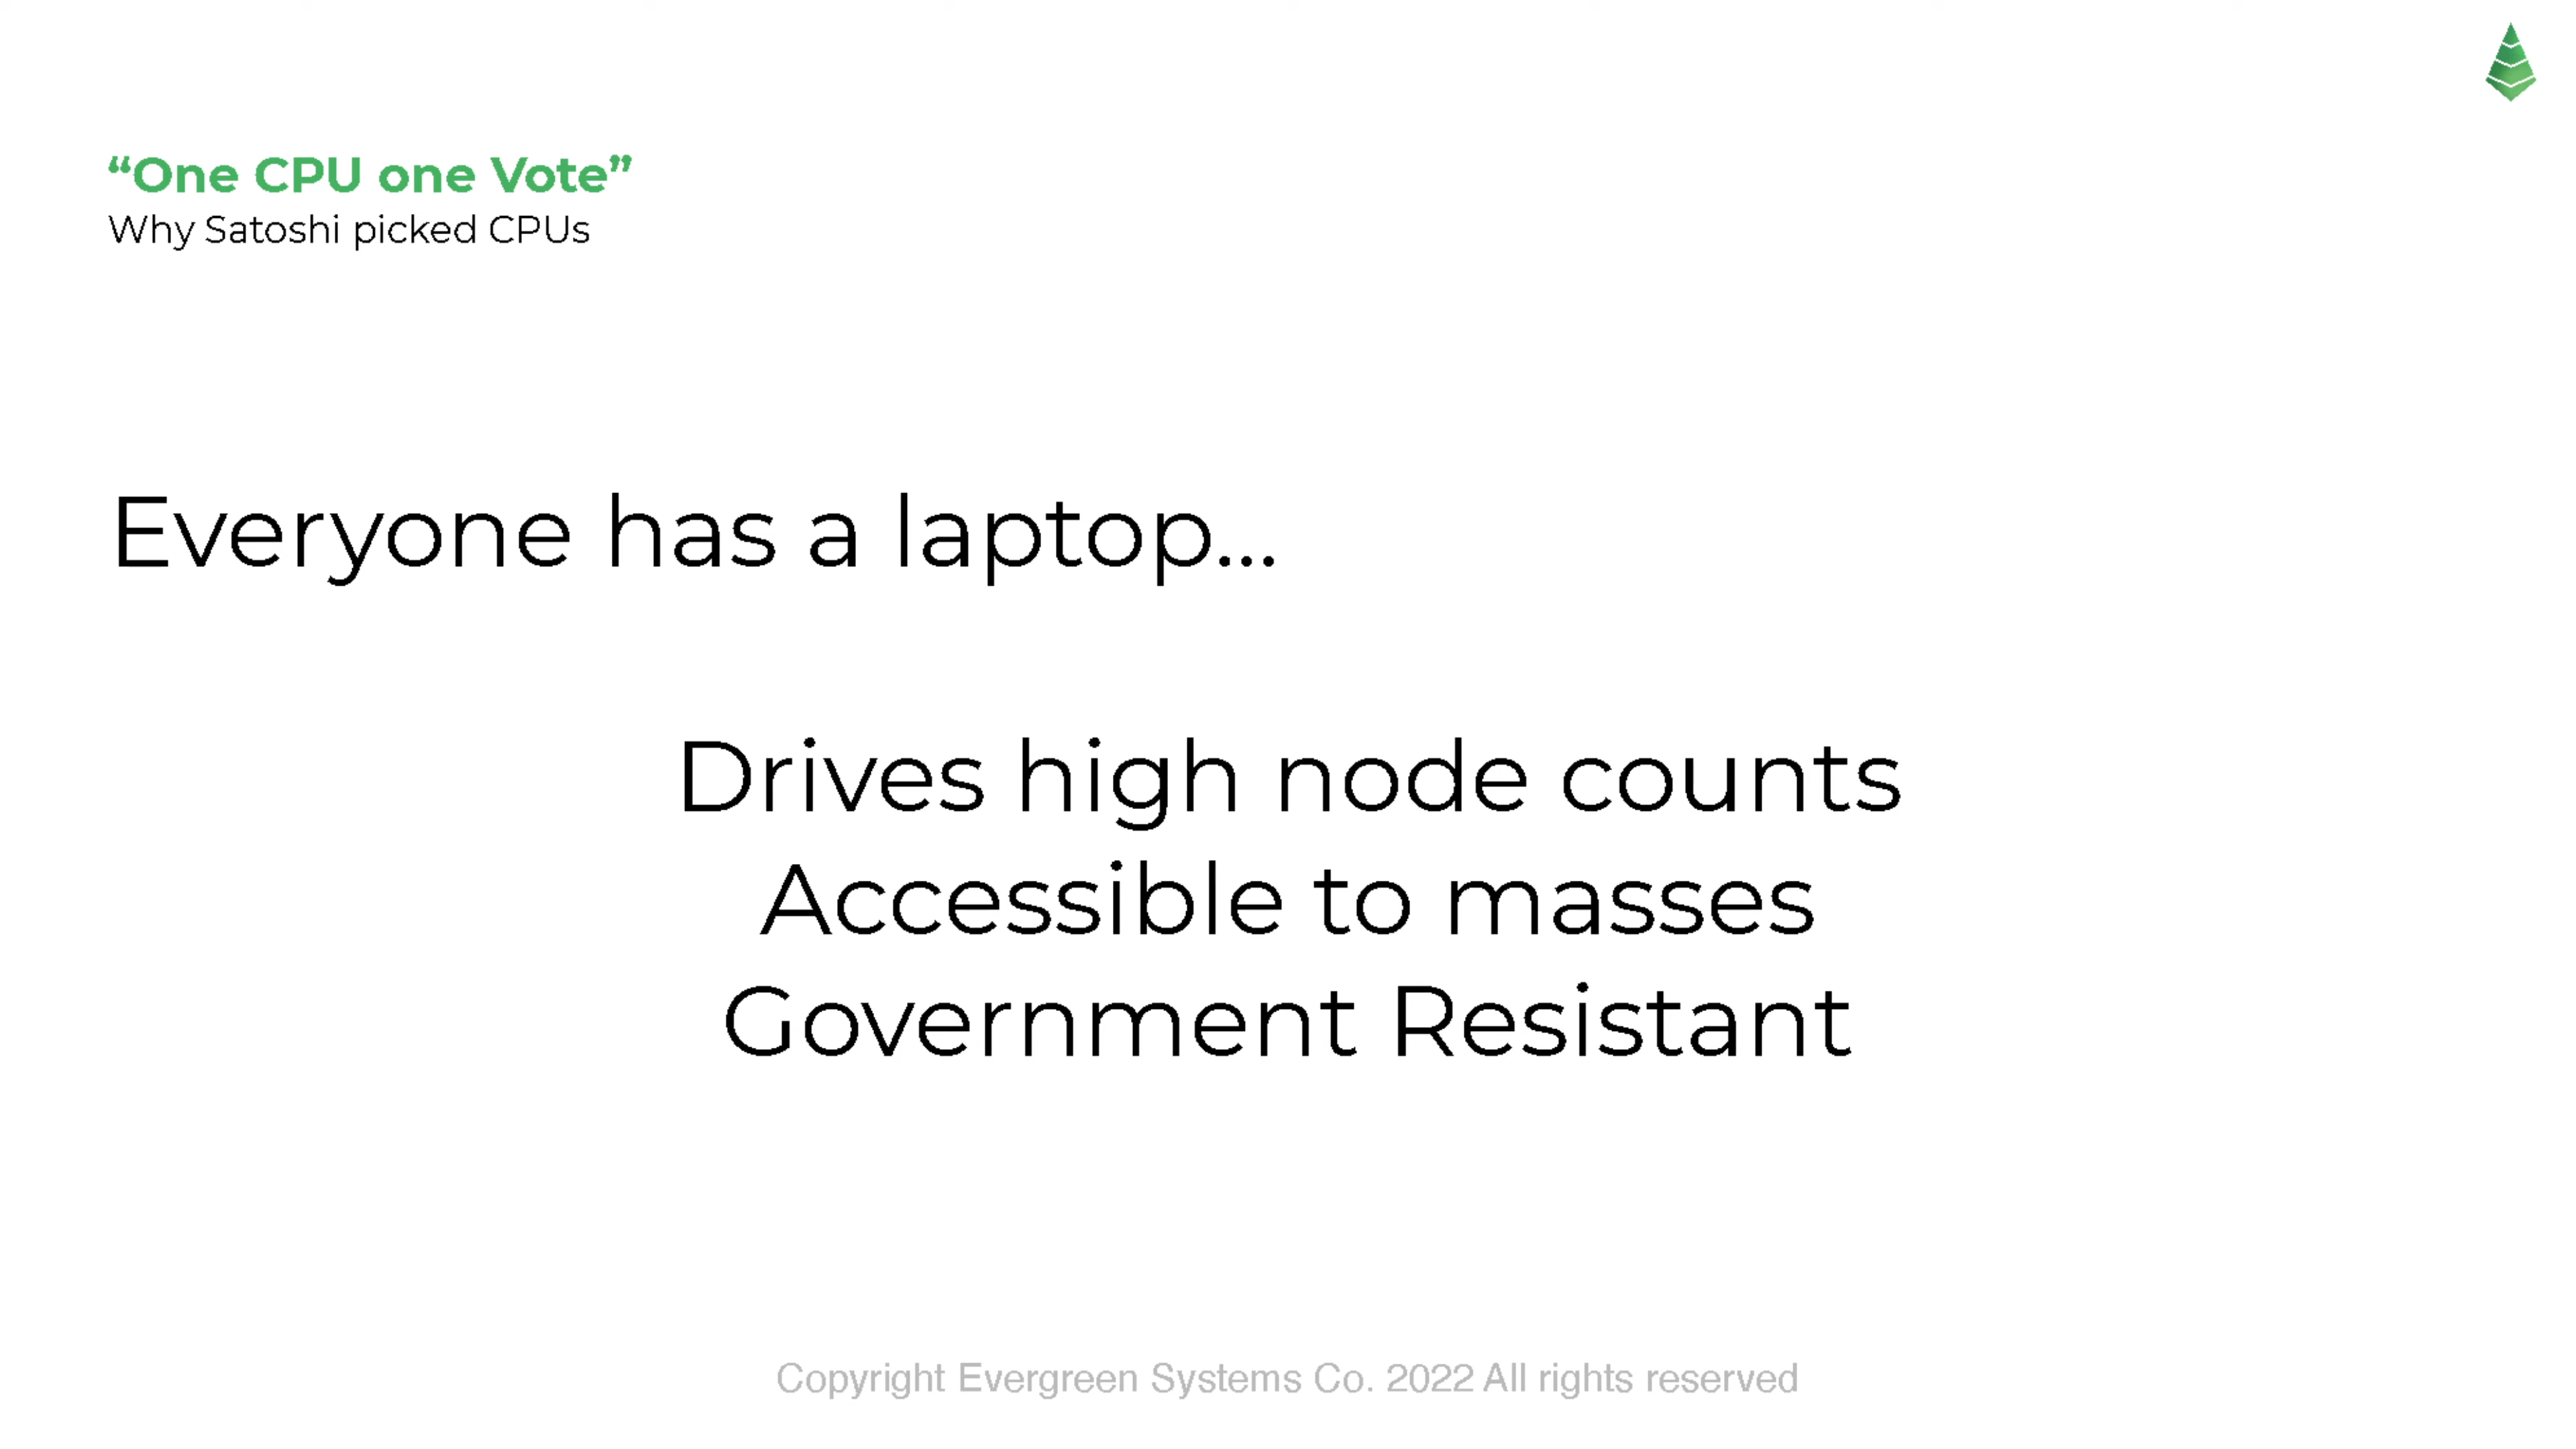 “One CPU one Vote”
Why Satoshi picked CPUs
Everyone has a laptop...
Drives high node counts
Accessible to masses
Government Resistant
Copyright Evergreen Systems Co. 2022 All rights reserved